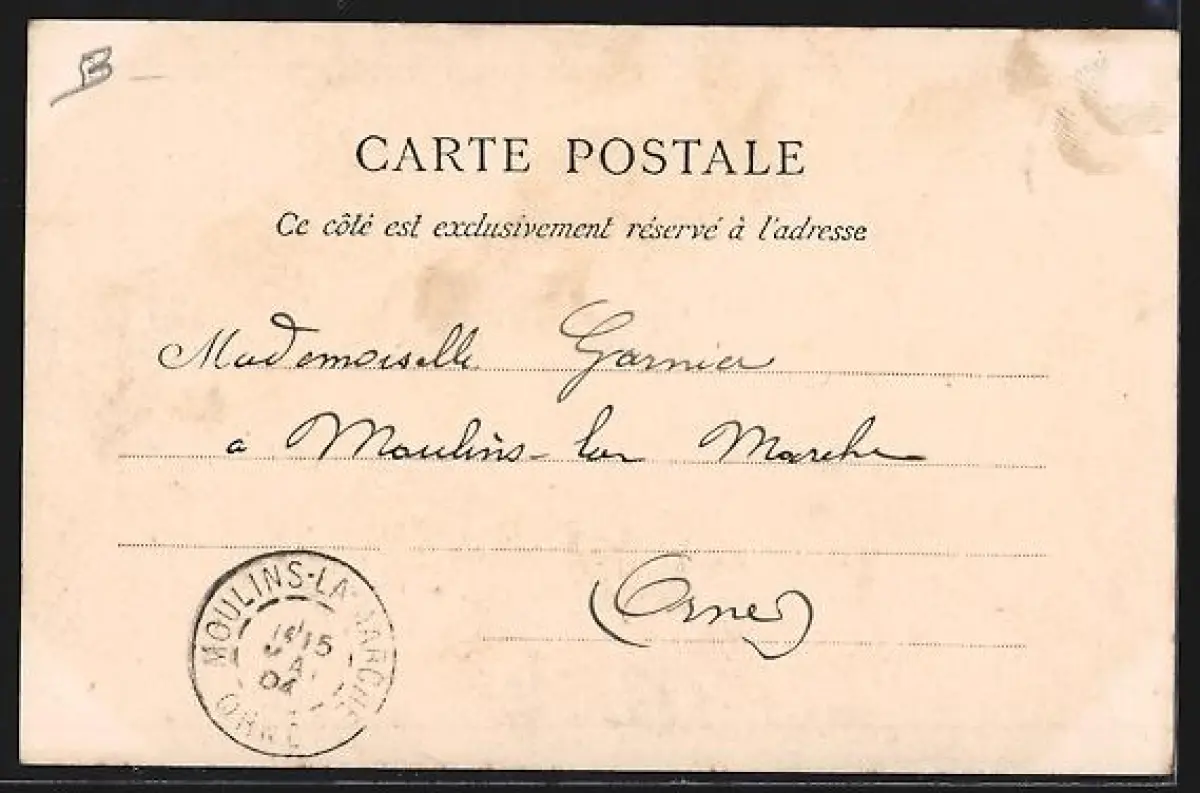 B
CARTE POSTALE
Ce côté est exclusivement réservé à l'adresse
Mademoiselle Garnier
a Moulins-la Marche
(Orne)
MOULINS-LA-MARCHE
15
04
ORNE